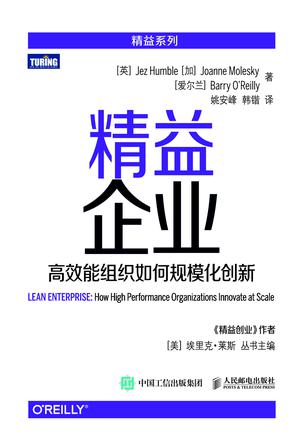 精益系列
TURING
[英] Jez Humble [加] Joanne Molesky
[爱尔兰] Barry O'Reilly
著
姚安峰 韩锴 译
精益
企业
高效能组织如何规模化创新
LEAN ENTERPRISE: How High Performance Organizations Innovate at Scale
《精益创业》作者
[美] 埃里克·莱斯 丛书主编
中国工信出版集团
人民邮电出版社
POSTS & TELECOM PRESS
O'REILLY®